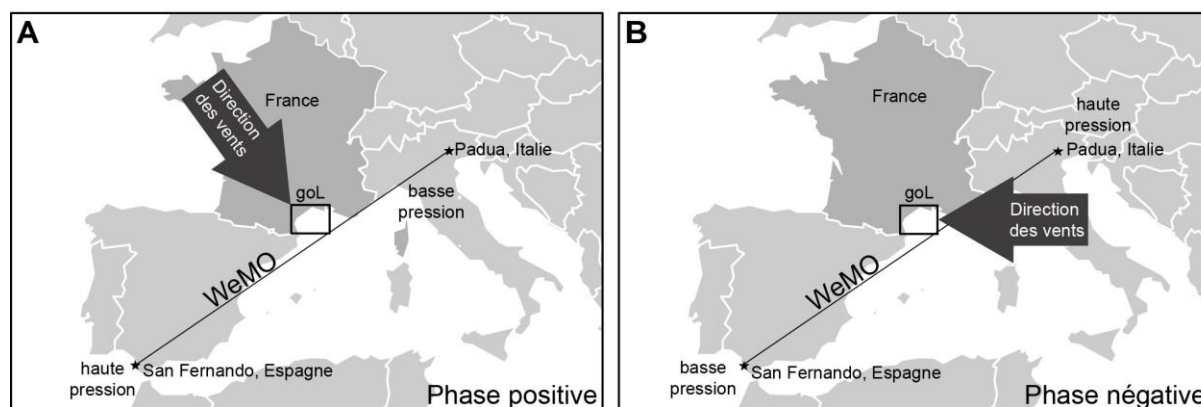 A
Direction
des vents
France
Padua, Italie
goL
basse
pression
WeMO
haute
pression
San Fernando, Espagne
Phase positive
B
France
haute
pression
Padua, Italie
goL
Direction
des vents
WeMO
basse
pression
San Fernando, Espagne
Phase négative